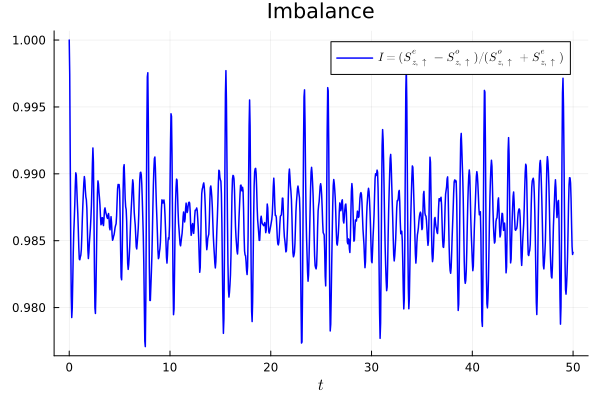 Imbalance
I = (S^e_{z,↑} − S^o_{z,↑})/(S^o_{z,↑} + S^e_{z,↑})
1.000
0.995
0.990
0.985
0.980
0 10 20 30 40 50
t